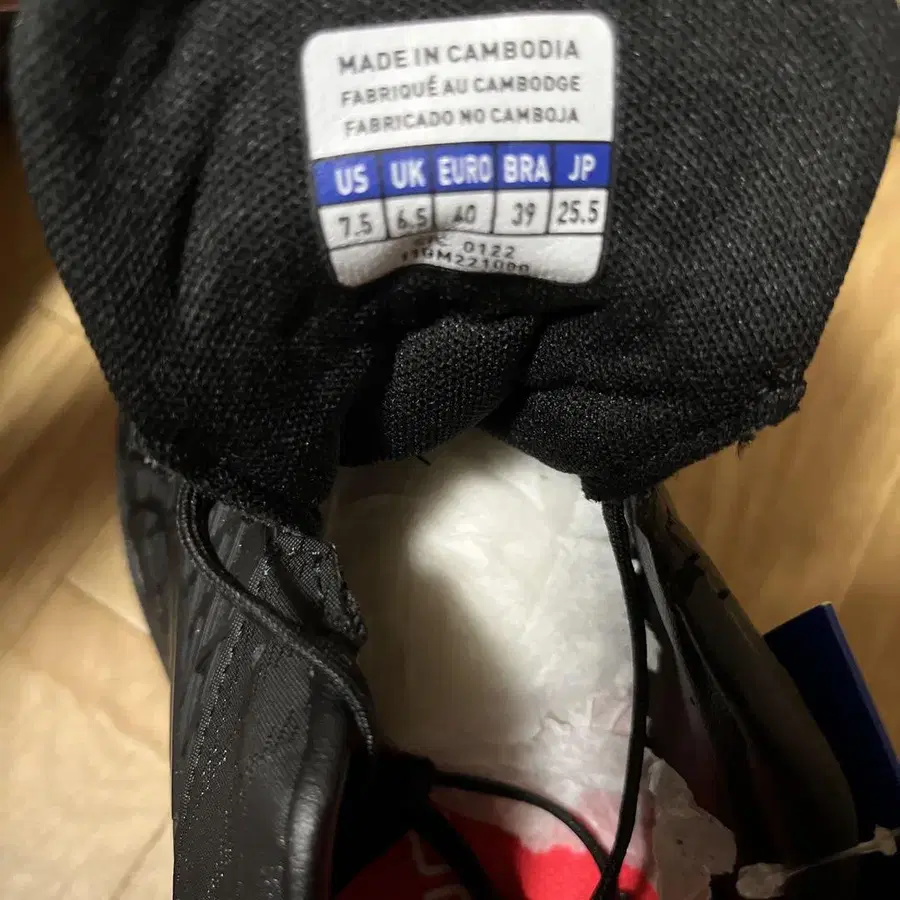 MADE IN CAMBODIA
FABRIQUÉ AU CAMBODGE
FABRICADO NO CAMBOJA
US UK EURO BRA JP
7.5 6.5 40 39 25.5
0122